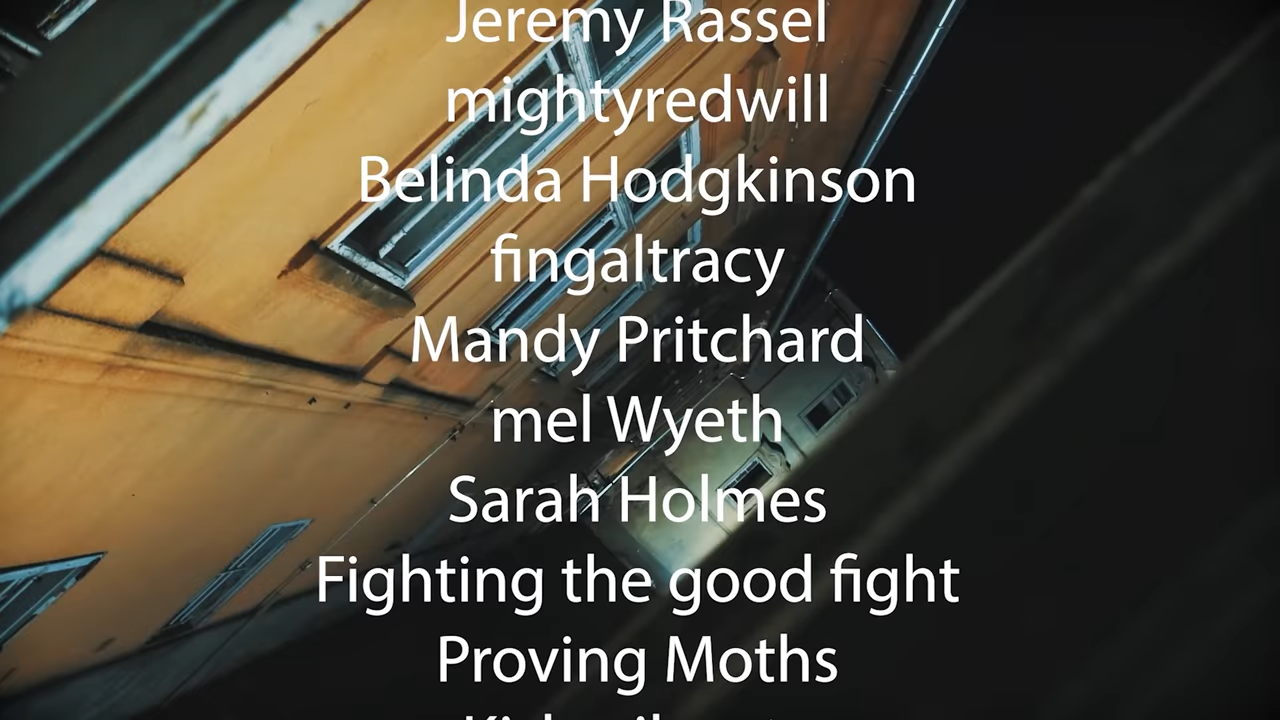 Jeremy Rassel
mightyredwill
Belinda Hodgkinson
fingaltracy
Mandy Pritchard
mel Wyeth
Sarah Holmes
Fighting the good fight
Proving Moths